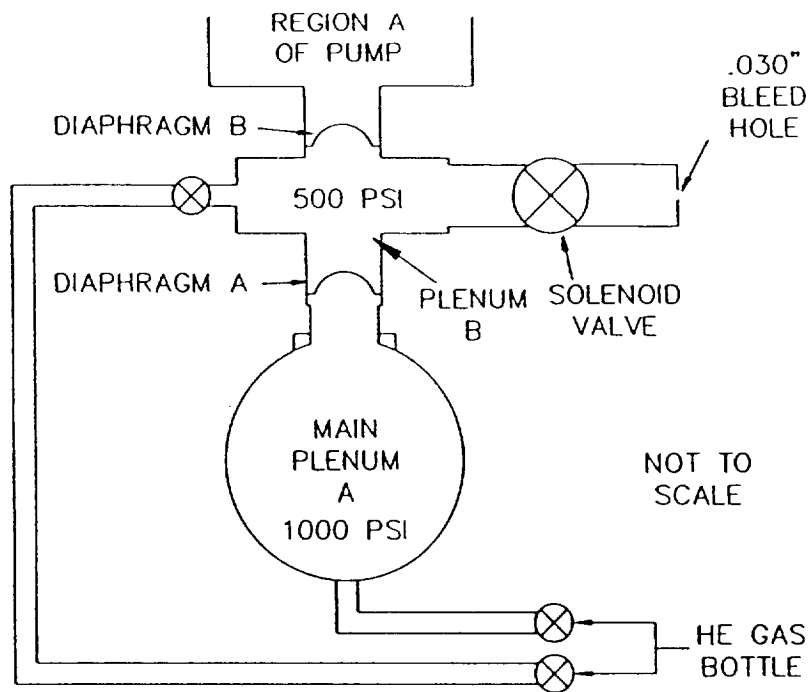 REGION A
OF PUMP
.030"
BLEED
HOLE
DIAPHRAGM B
500 PSI
DIAPHRAGM A
PLENUM
B
SOLENOID
VALVE
MAIN
PLENUM
A
1000 PSI
NOT TO
SCALE
HE GAS
BOTTLE